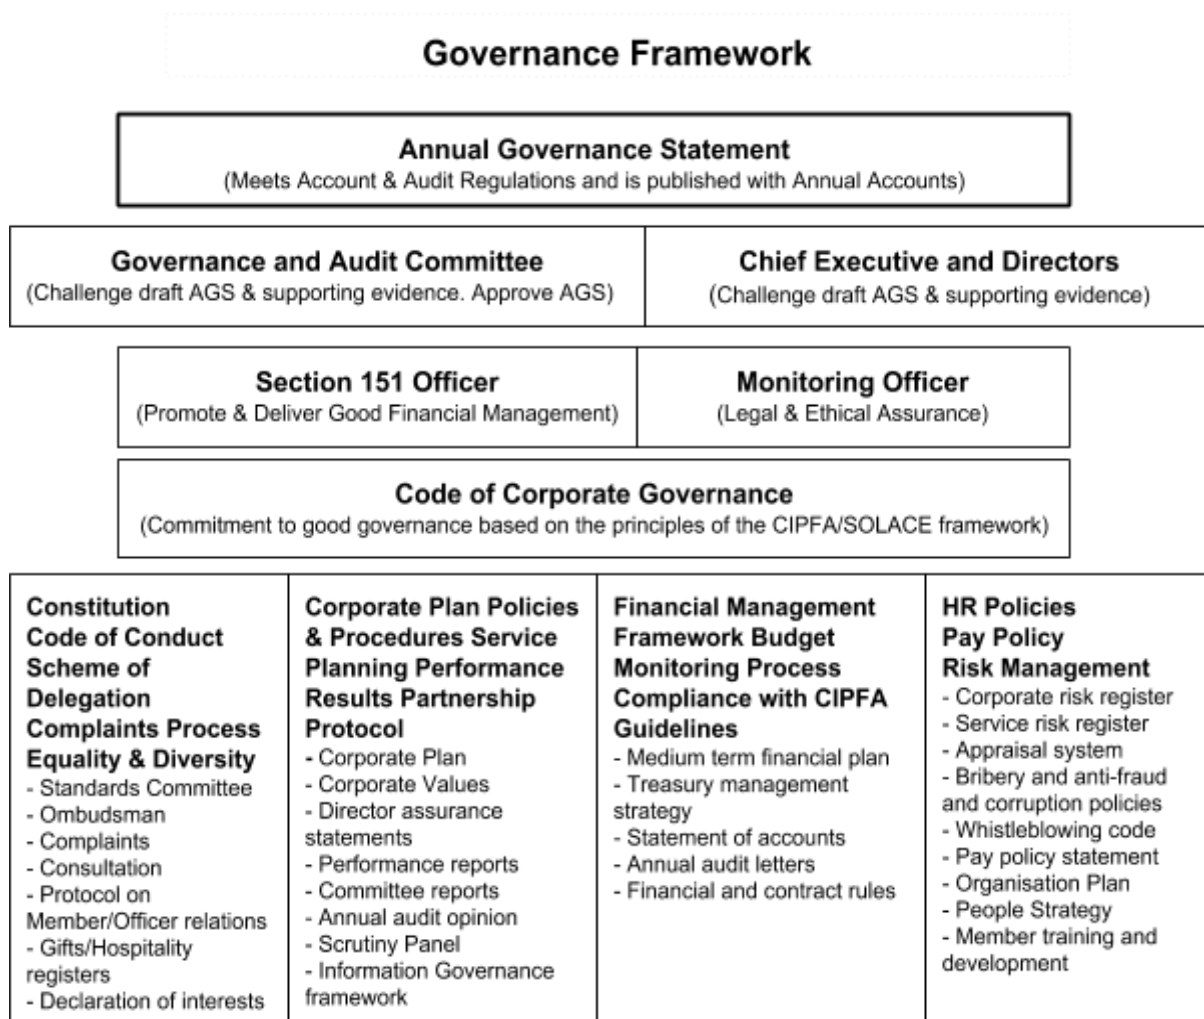 Governance Framework
Annual Governance Statement
(Meets Account & Audit Regulations and is published with Annual Accounts)
Governance and Audit Committee
(Challenge draft AGS & supporting evidence. Approve AGS)
Chief Executive and Directors
(Challenge draft AGS & supporting evidence)
Section 151 Officer
(Promote & Deliver Good Financial Management)
Monitoring Officer
(Legal & Ethical Assurance)
Code of Corporate Governance
(Commitment to good governance based on the principles of the CIPFA/SOLACE framework)
Constitution
Code of Conduct
Scheme of
Delegation
Complaints Process
Equality & Diversity
- Standards Committee
- Ombudsman
- Complaints
- Consultation
- Protocol on
Member/Officer relations
- Gifts/Hospitality
registers
- Declaration of interests
Corporate Plan Policies
& Procedures Service
Planning Performance
Results Partnership
Protocol
- Corporate Plan
- Corporate Values
- Director assurance
statements
- Performance reports
- Committee reports
- Annual audit opinion
- Scrutiny Panel
- Information Governance
framework
Financial Management
Framework Budget
Monitoring Process
Compliance with CIPFA
Guidelines
- Medium term financial plan
- Treasury management
strategy
- Statement of accounts
- Annual audit letters
- Financial and contract rules
HR Policies
Pay Policy
Risk Management
- Corporate risk register
- Service risk register
- Appraisal system
- Bribery and anti-fraud
and corruption policies
- Whistleblowing code
- Pay policy statement
- Organisation Plan
- People Strategy
- Member training and
development